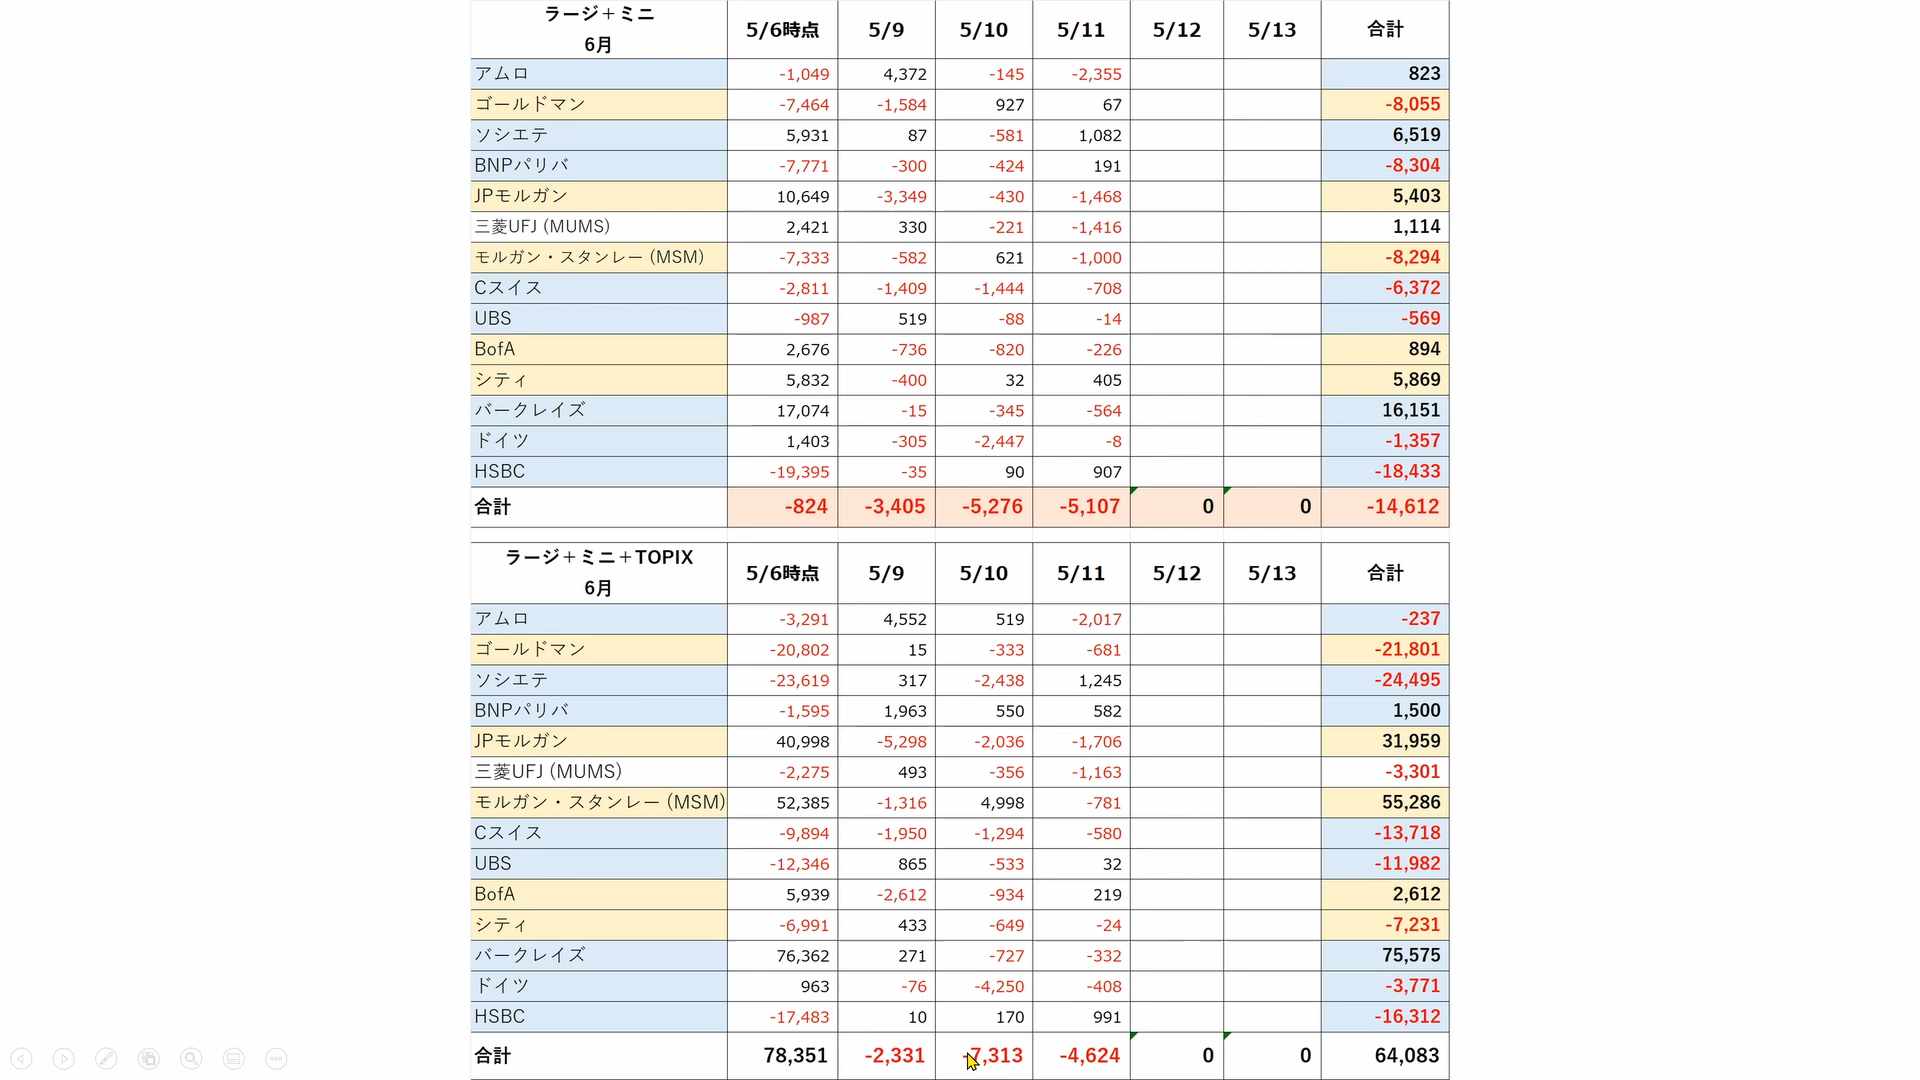 ラージ＋ミニ
6月 5/6時点 5/9 5/10 5/11 5/12 5/13 合計
アムロ -1,049 4,372 -145 -2,355 823
ゴールドマン -7,464 -1,584 927 67 -8,055
ソシエテ 5,931 87 -581 1,082 6,519
BNPパリバ -7,771 -300 -424 191 -8,304
JPモルガン 10,649 -3,349 -430 -1,468 5,403
三菱UFJ (MUMS) 2,421 330 -221 -1,416 1,114
モルガン・スタンレー (MSM) -7,333 -582 621 -1,000 -8,294
Cスイス -2,811 -1,409 -1,444 -708 -6,372
UBS -987 519 -88 -14 -569
BofA 2,676 -736 -820 -226 894
シティ 5,832 -400 32 405 5,869
バークレイズ 17,074 -15 -345 -564 16,151
ドイツ 1,403 -305 -2,447 -8 -1,357
HSBC -19,395 -35 90 907 -18,433
合計 -824 -3,405 -5,276 -5,107 0 0 -14,612
ラージ＋ミニ＋TOPIX
6月 5/6時点 5/9 5/10 5/11 5/12 5/13 合計
アムロ -3,291 4,552 519 -2,017 -237
ゴールドマン -20,802 15 -333 -681 -21,801
ソシエテ -23,619 317 -2,438 1,245 -24,495
BNPパリバ -1,595 1,963 550 582 1,500
JPモルガン 40,998 -5,298 -2,036 -1,706 31,959
三菱UFJ (MUMS) -2,275 493 -356 -1,163 -3,301
モルガン・スタンレー (MSM) 52,385 -1,316 4,998 -781 55,286
Cスイス -9,894 -1,950 -1,294 -580 -13,718
UBS -12,346 865 -533 32 -11,982
BofA 5,939 -2,612 -934 219 2,612
シティ -6,991 433 -649 -24 -7,231
バークレイズ 76,362 271 -727 -332 75,575
ドイツ 963 -76 -4,250 -408 -3,771
HSBC -17,483 10 170 991 -16,312
合計 78,351 -2,331 -7,313 -4,624 0 0 64,083